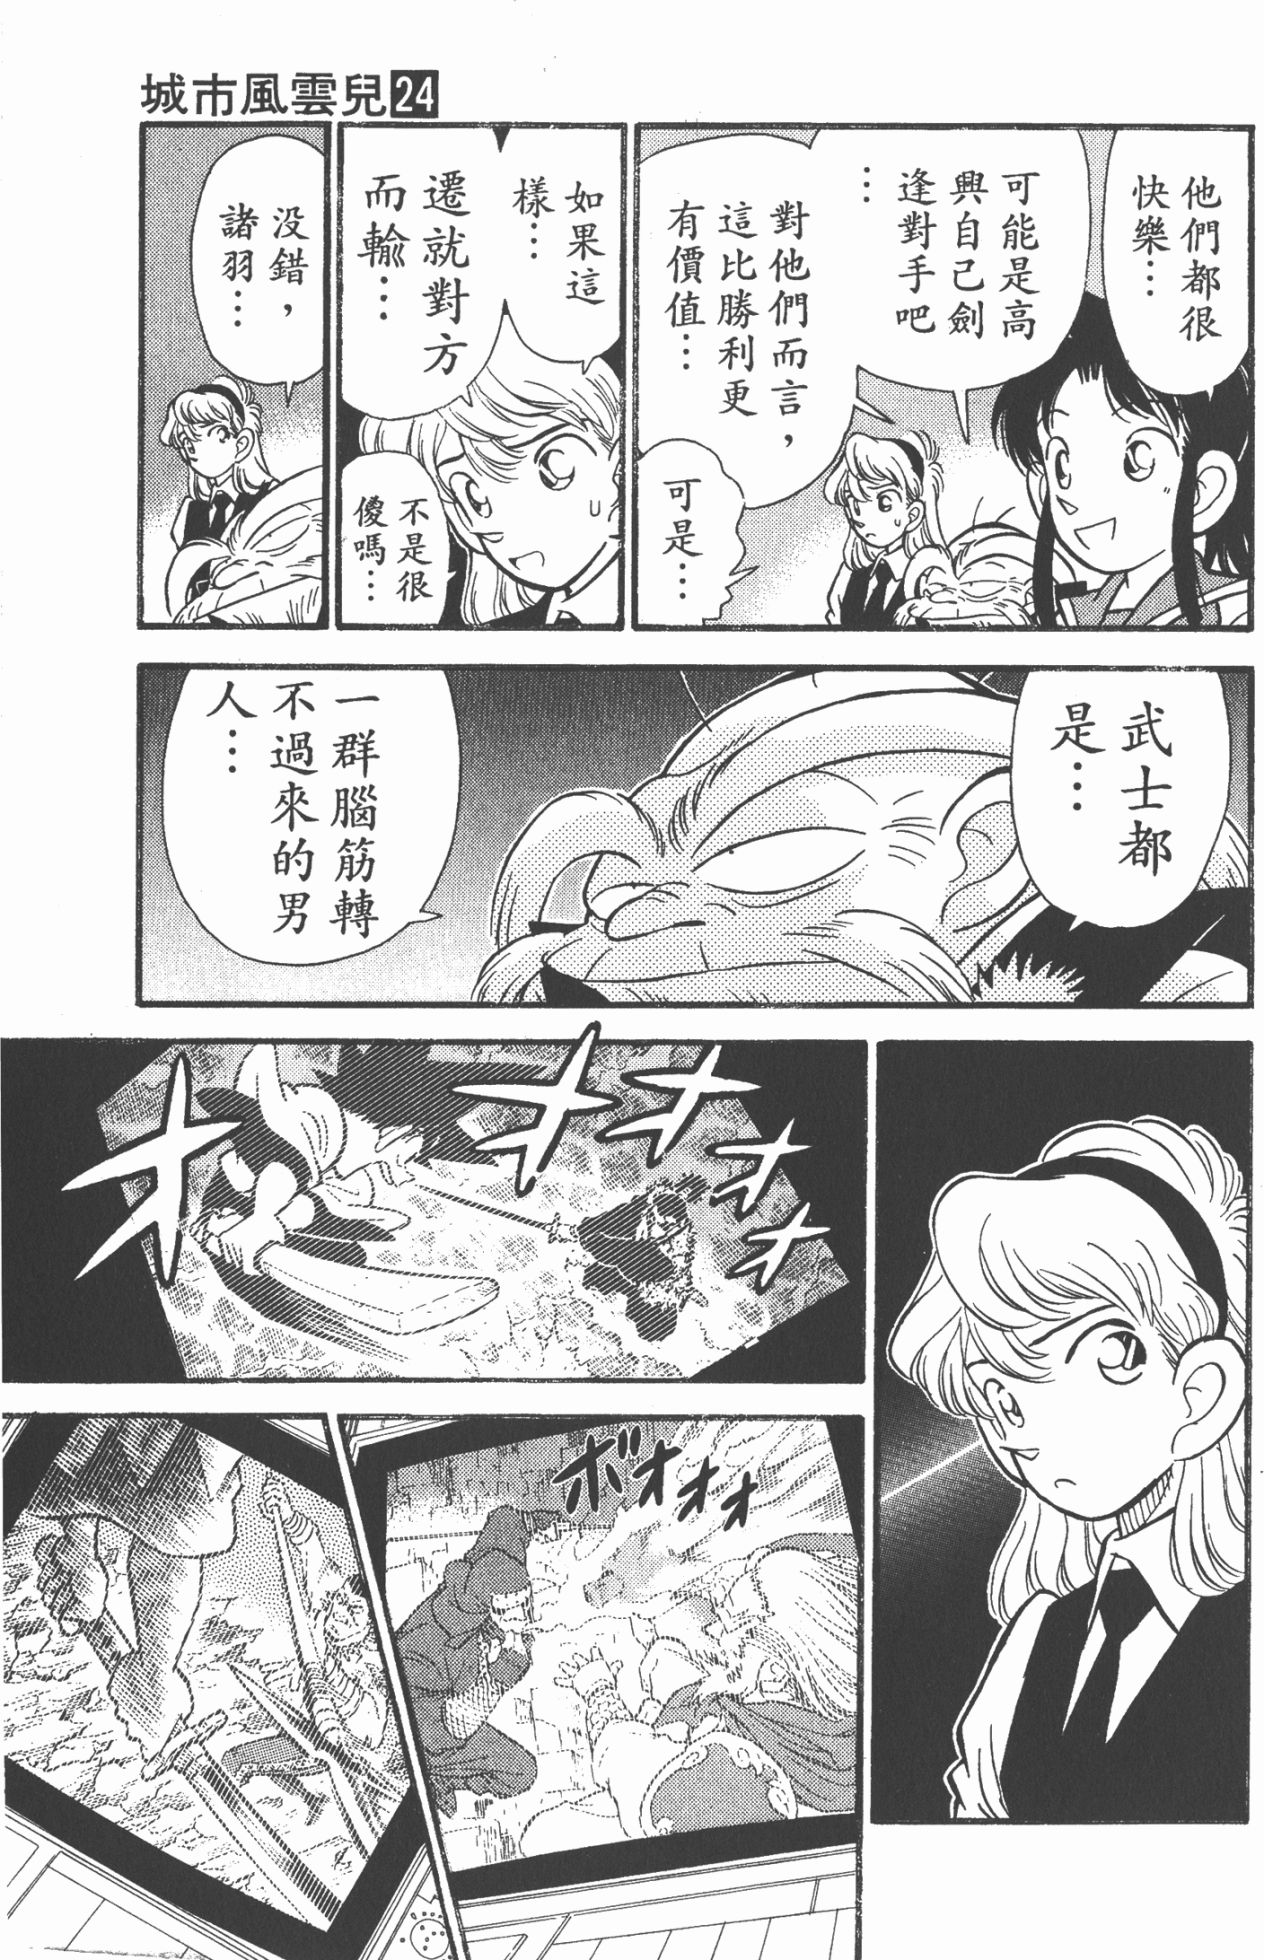 城市風雲兒24
他們都很
快樂…
可能是高
興自己劍
逢對手吧
…
對他們而言，
這比勝利更
有價值…
可是…
如果這
樣…
遷就對方
而輸…
不是很
傻嗎…
没錯，
諸羽…
武士都
是…
一群腦筋轉
不過來的男
人…
オオオオオ
ボオオオ